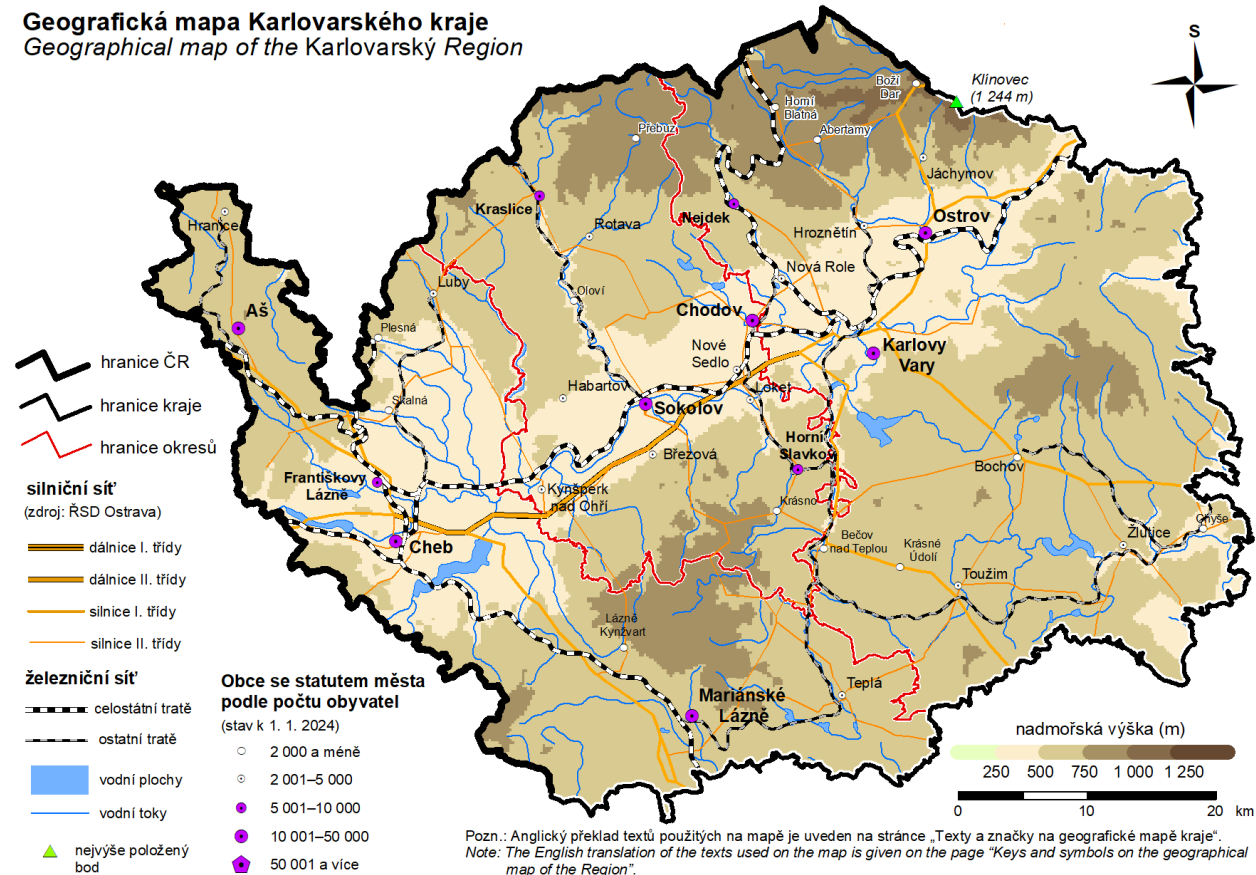 Geografická mapa Karlovarského kraje
Geographical map of the Karlovarský Region
S
Klínovec
(1 244 m)
Boží
Dar
Horní
Blatná
Abertamy
Přebuz
Jáchymov
Kraslice
Nejdek
Ostrov
Hranice
Rotava
Hroznětín
Nová Role
Luby
Oloví
Aš
Chodov
Plesná
Nové
Sedlo
Karlovy
Vary
Habartov
Loket
Skalná
Sokolov
Horní
Slavkov
Březová
Bochov
Františkovy
Lázně
Kynšperk
nad Ohří
Krásno
Chyše
Cheb
Bečov
nad Teplou
Krásné
Údolí
Žlutice
Toužim
Lázně
Kynžvart
Teplá
Mariánské
Lázně
hranice ČR
hranice kraje
hranice okresů
silniční síť
(zdroj: ŘSD Ostrava)
dálnice I. třídy
dálnice II. třídy
silnice I. třídy
silnice II. třídy
železniční síť
celostátní tratě
ostatní tratě
vodní plochy
vodní toky
nejvýše položený
bod
Obce se statutem města
podle počtu obyvatel
(stav k 1. 1. 2024)
2 000 a méně
2 001–5 000
5 001–10 000
10 001–50 000
50 001 a více
nadmořská výška (m)
250 500 750 1 000 1 250
0 10 20 km
Pozn.: Anglický překlad textů použitých na mapě je uveden na stránce „Texty a značky na geografické mapě kraje“.
Note: The English translation of the texts used on the map is given on the page “Keys and symbols on the geographical
map of the Region”.